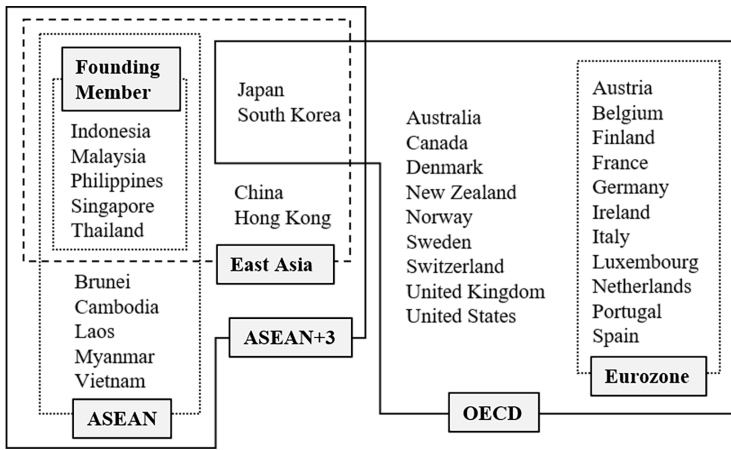 Founding
Member
Indonesia
Malaysia
Philippines
Singapore
Thailand
Brunei
Cambodia
Laos
Myanmar
Vietnam
ASEAN
Japan
South Korea
China
Hong Kong
East Asia
ASEAN+3
Australia
Canada
Denmark
New Zealand
Norway
Sweden
Switzerland
United Kingdom
United States
OECD
Austria
Belgium
Finland
France
Germany
Ireland
Italy
Luxembourg
Netherlands
Portugal
Spain
Eurozone